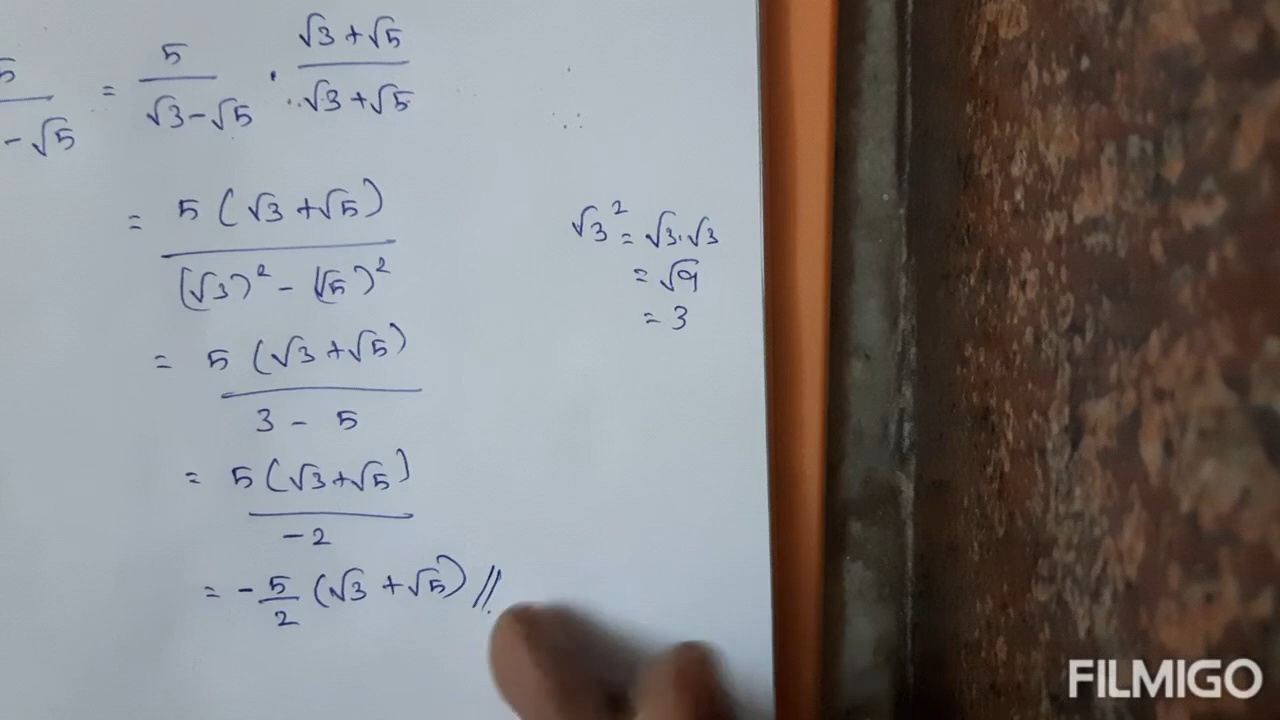 5/(-√5) = 5/(√3-√5) · (√3+√5)/(√3+√5)
= 5(√3+√5)/((√3)²-(√5)²)
= 5(√3+√5)/(3-5)
= 5(√3+√5)/-2
= -5/2 (√3+√5)//
√3² = √3·√3
= √9
= 3
FILMIGO